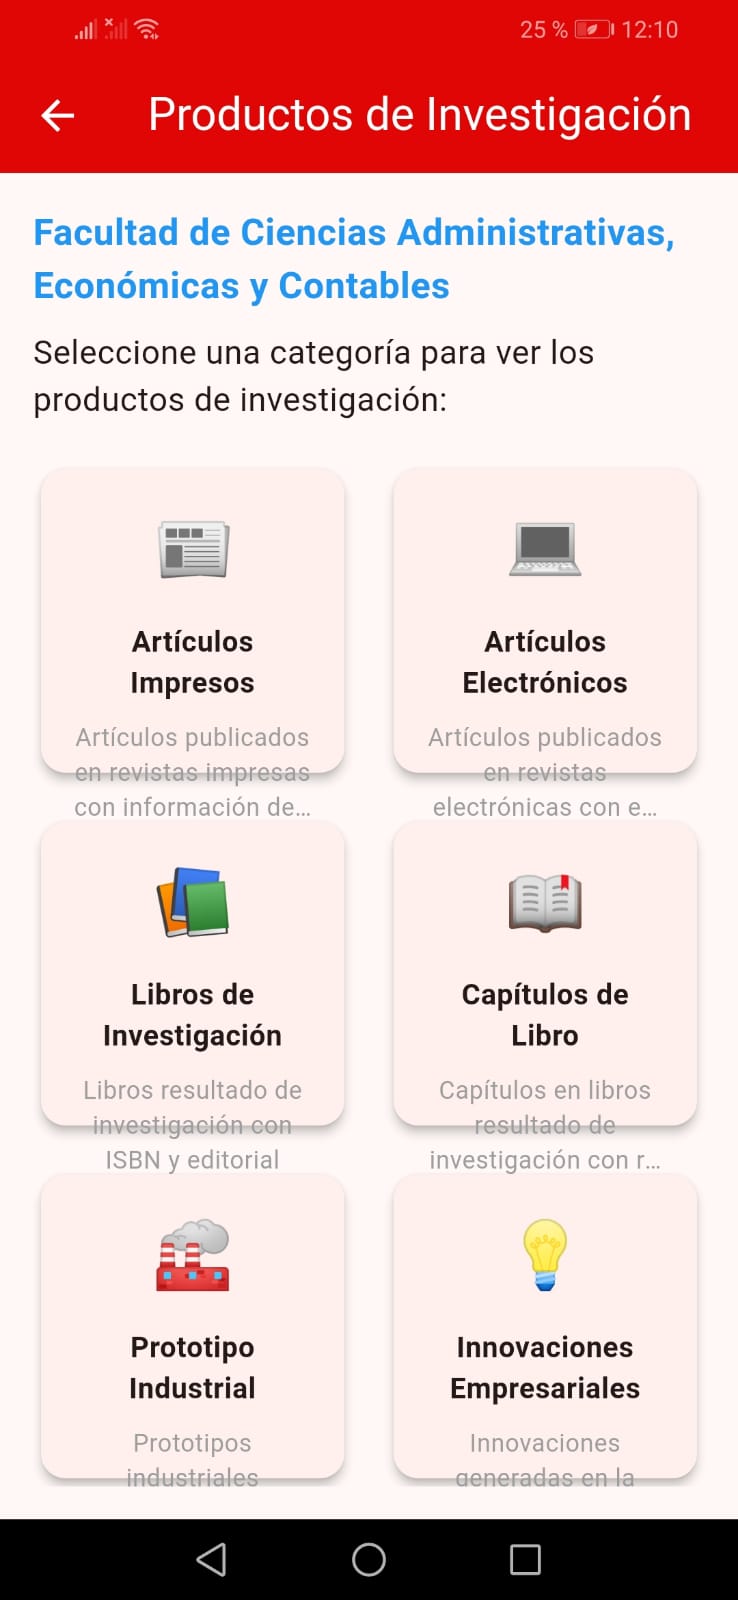 25 % 12:10
Productos de Investigación
Facultad de Ciencias Administrativas,
Económicas y Contables
Seleccione una categoría para ver los
productos de investigación:
Artículos
Impresos
Artículos publicados
en revistas impresas
con información de...
Artículos
Electrónicos
Artículos publicados
en revistas
electrónicas con e...
Libros de
Investigación
Libros resultado de
investigación con
ISBN y editorial
Capítulos de
Libro
Capítulos en libros
resultado de
investigación con r...
Prototipo
Industrial
Prototipos
industriales
Innovaciones
Empresariales
Innovaciones
generadas en la